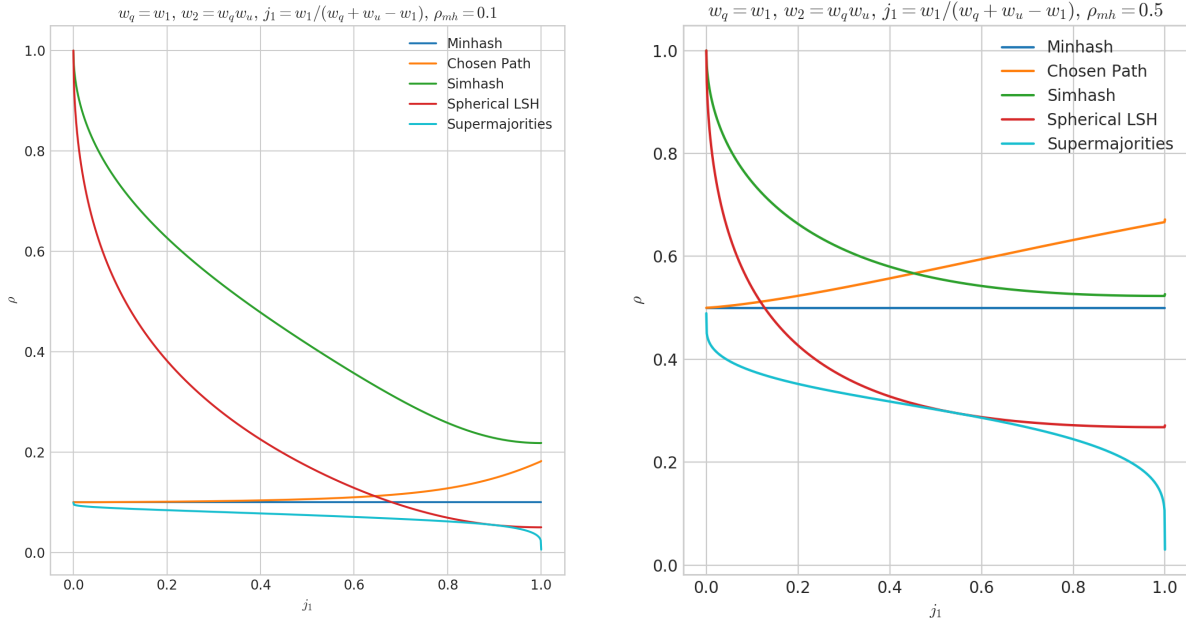 w_q = w_1, w_2 = w_q w_u, j_1 = w_1/(w_q + w_u − w_1), ρ_mh = 0.1
Minhash
Chosen Path
Simhash
Spherical LSH
Supermajorities
1.0
0.8
0.6
0.4
0.2
0.0
ρ
0.0 0.2 0.4 0.6 0.8 1.0
j_1
w_q = w_1, w_2 = w_q w_u, j_1 = w_1/(w_q + w_u − w_1), ρ_mh = 0.5
Minhash
Chosen Path
Simhash
Spherical LSH
Supermajorities
1.0
0.8
0.6
0.4
0.2
0.0
ρ
0.0 0.2 0.4 0.6 0.8 1.0
j_1